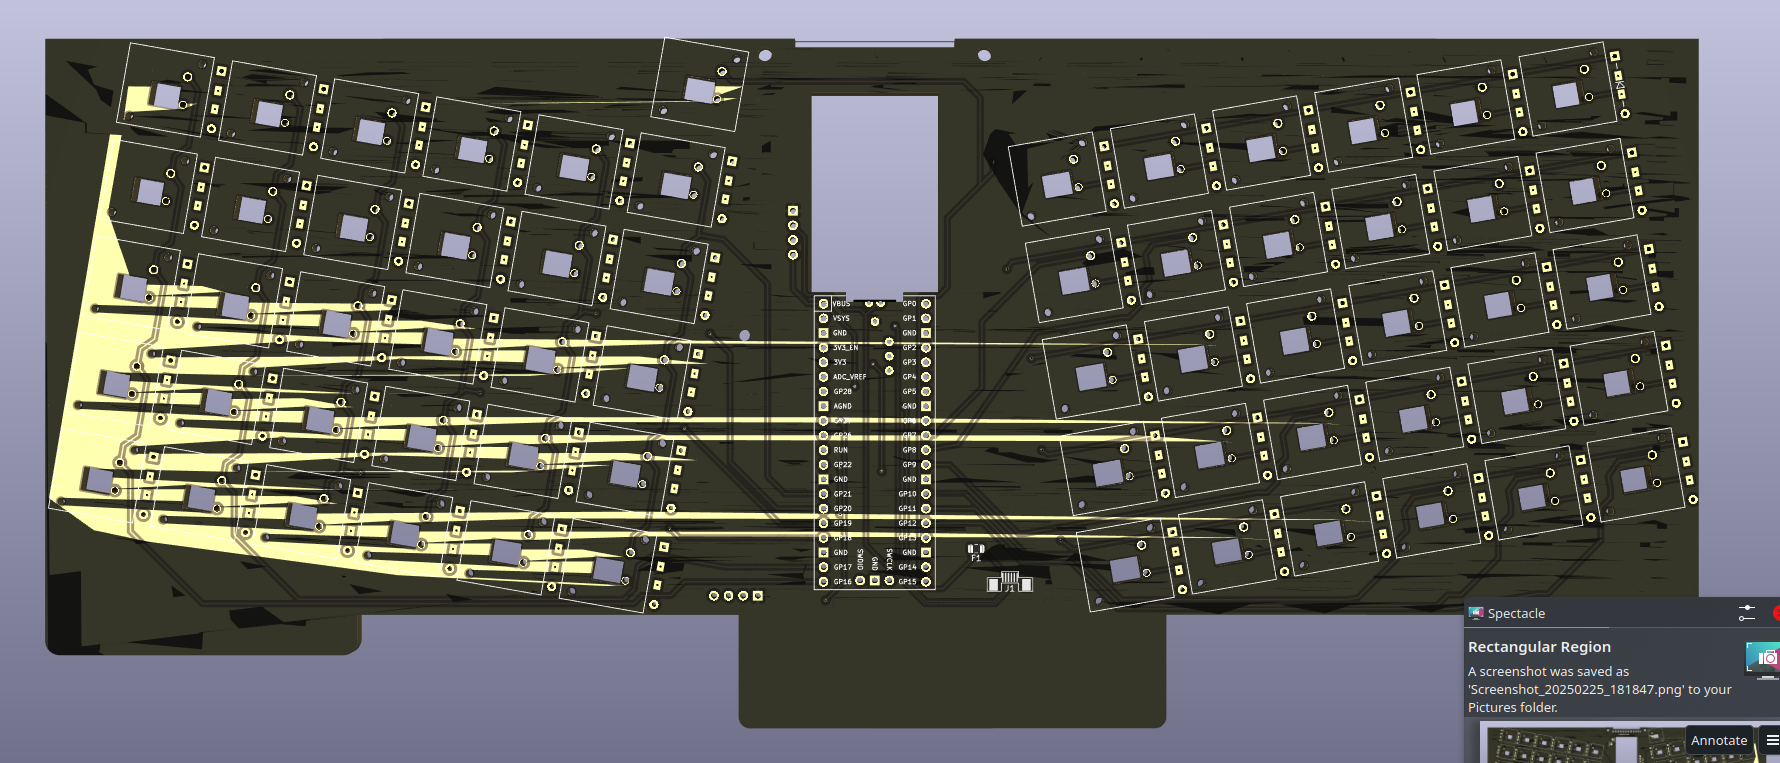 VBUS
VSYS
GND
3V3_EN
3V3
ADC_VREF
GP28
AGND
GP26
RUN
GP22
GND
GP21
GP20
GP19
GP18
GND
GP17
GP16
GP0
GP1
GND
GP2
GP3
GP4
GP5
GND
GP6
GP7
GP8
GP9
GND
GP10
GP11
GP12
GP13
GND
GP14
GP15
SWDIO
GND
SWCLK
F1
J1
Spectacle
Rectangular Region
A screenshot was saved as
'Screenshot_20250225_181847.png' to your
Pictures folder.
Annotate